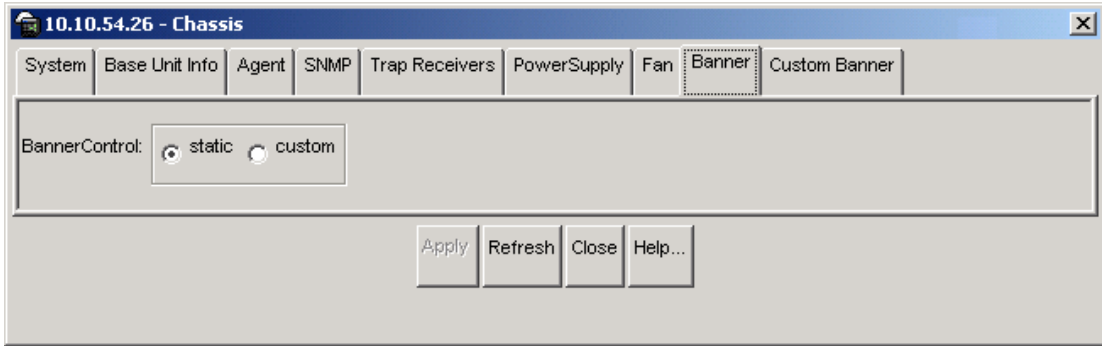 10.10.54.26 - Chassis
System Base Unit Info Agent SNMP Trap Receivers PowerSupply Fan Banner Custom Banner
BannerControl: static custom
Apply Refresh Close Help...